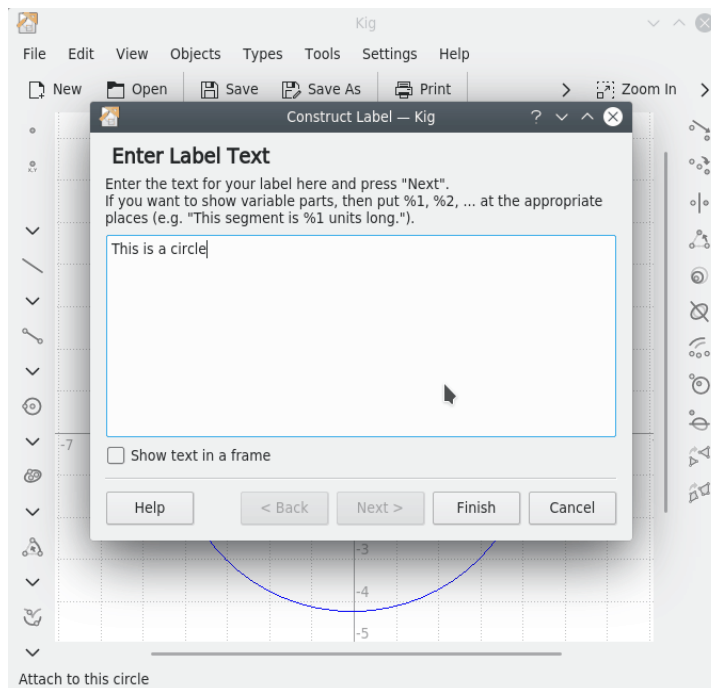 Kig
File Edit View Objects Types Tools Settings Help
New Open Save Save As Print > Zoom In >
Construct Label — Kig
Enter Label Text
Enter the text for your label here and press "Next".
If you want to show variable parts, then put %1, %2, ... at the appropriate
places (e.g. "This segment is %1 units long.").
This is a circle
-7
Show text in a frame
Help < Back Next > Finish Cancel
-3
-4
-5
Attach to this circle